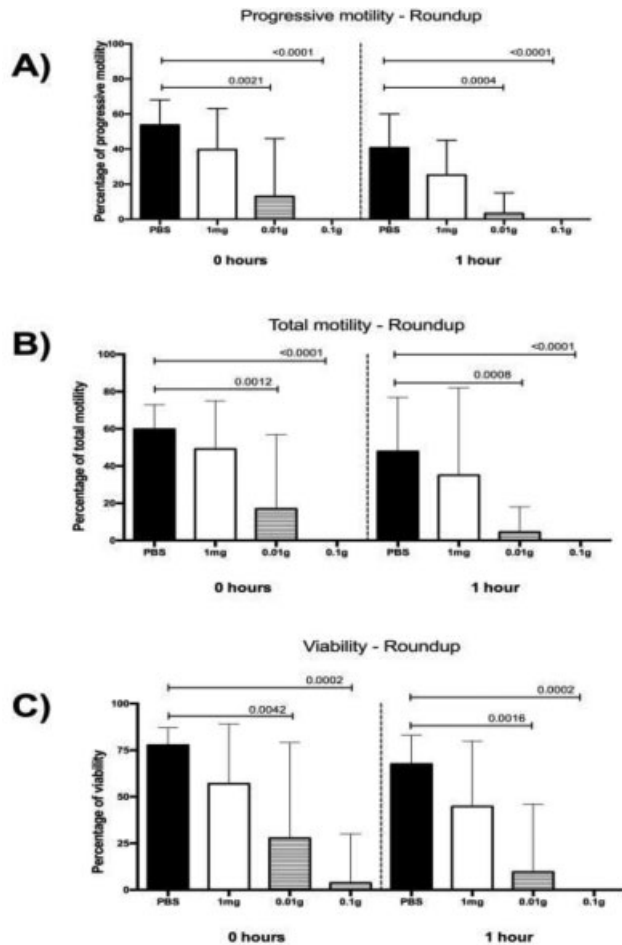 Progressive motility - Roundup
A)
Percentage of progressive motility
100
80
60
40
20
0
<0.0001
0.0021
<0.0001
0.0004
PBS 1mg 0.01g 0.1g PBS 1mg 0.01g 0.1g
0 hours 1 hour
Total motility - Roundup
B)
Percentage of total motility
100
80
60
40
20
0
<0.0001
0.0012
<0.0001
0.0008
PBS 1mg 0.01g 0.1g PBS 1mg 0.01g 0.1g
0 hours 1 hour
Viability - Roundup
C)
Percentage of viability
100
75
50
25
0
0.0002
0.0042
0.0002
0.0016
PBS 1mg 0.01g 0.1g PBS 1mg 0.01g 0.1g
0 hours 1 hour